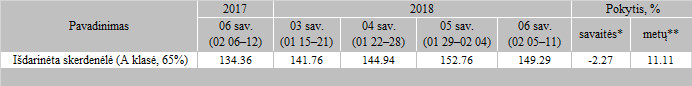 Pavadinimas 2017 2018 Pokytis, %
06 sav. (02 06–12) 03 sav. (01 15–21) 04 sav. (01 22–28) 05 sav. (01 29–02 04) 06 sav. (02 05–11) savaitės* metų**
Išdarinėta skerdenėlė (A klasė, 65%) 134.36 141.76 144.94 152.76 149.29 -2.27 11.11